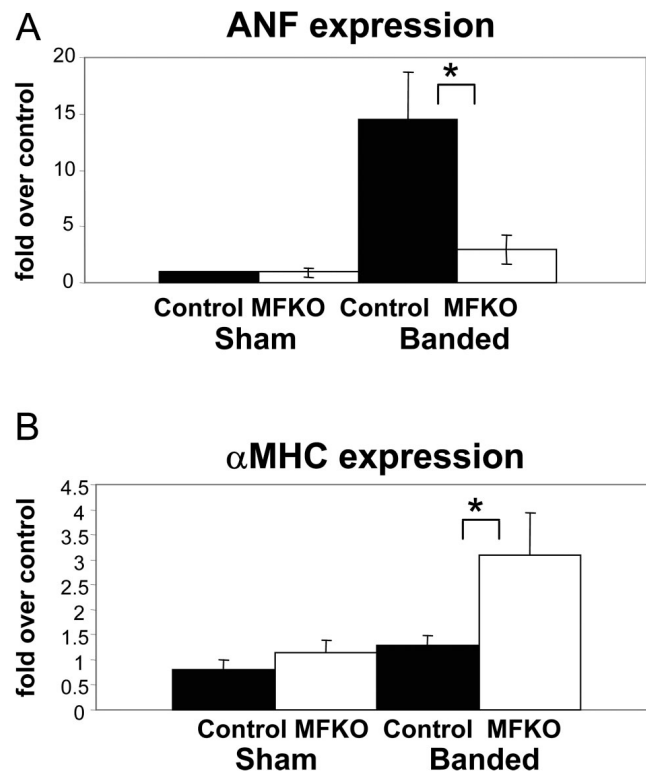 A
ANF expression
fold over control
20
15
10
5
0
*
Control MFKO Control MFKO
Sham Banded
B
αMHC expression
fold over control
4.5
4
3.5
3
2.5
2
1.5
1
0.5
0
*
Control MFKO Control MFKO
Sham Banded